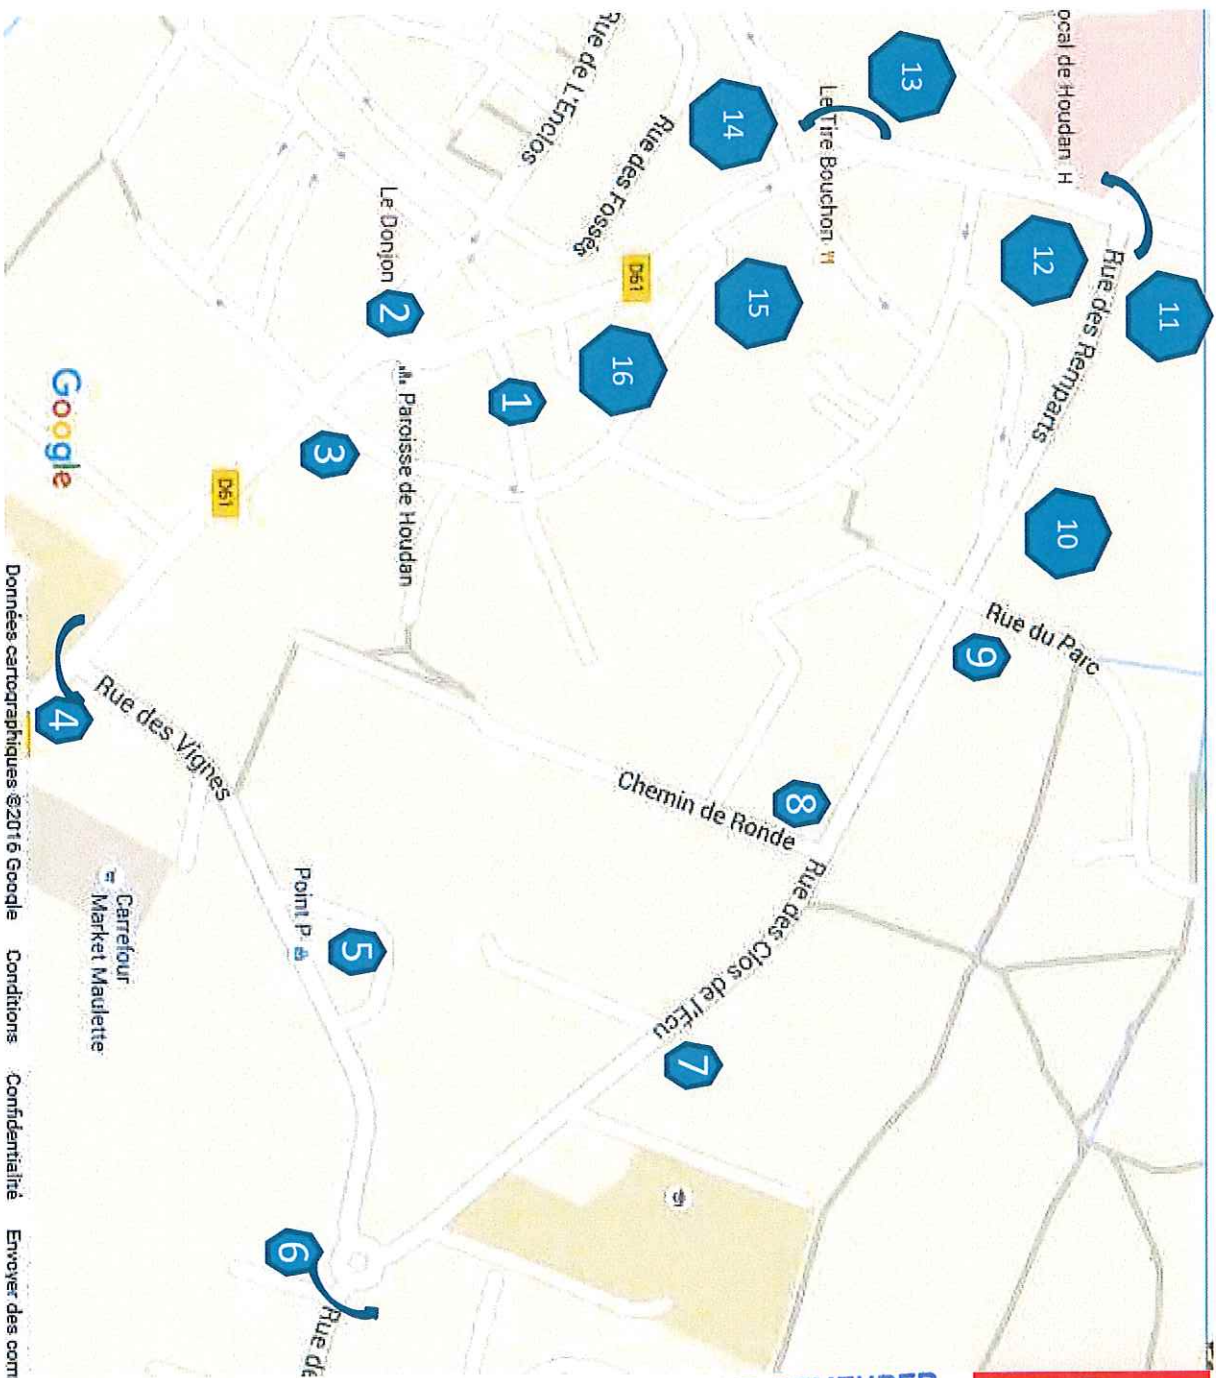 ocal de Houdan H
13
11
Le Tire Bouchon
14
12
Rue des Remparts
Rue de L'Enclos
Rue des Fossés
15
D61
Le Donjon
2
16
1
Paroisse de Houdan
3
10
Rue du Parc
9
Google
D61
4
Rue des Vignes
Chemin de Ronde
8
Rue des Clos de l'Écu
Point P
5
7
Carrefour
Market Maulette
6
Rue de
Données cartographiques ©2016 Google Conditions Confidentialité Envoyer des com